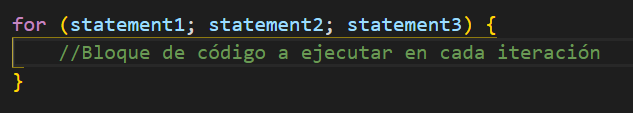 for (statement1; statement2; statement3) {
//Bloque de código a ejecutar en cada iteración
}